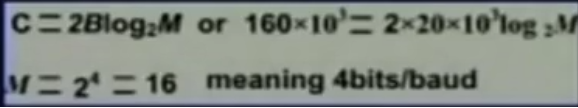 C = 2Blog₂M or 160×10³ = 2×20×10³log ₂M
M = 2⁴ = 16 meaning 4bits/baud